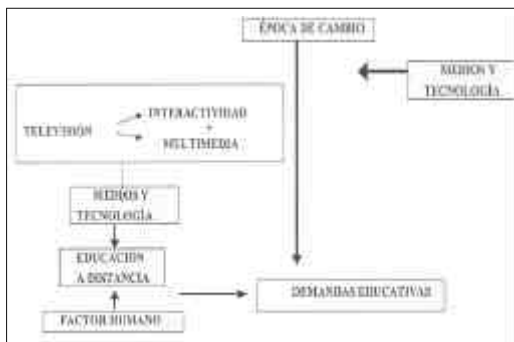 ÉPOCA DE CAMBIO
MEDIOS Y
TECNOLOGÍA
INTERACTIVIDAD
+
TELEVISIÓN
MULTIMEDIA
MEDIOS Y
TECNOLOGÍA
EDUCACIÓN
A DISTANCIA
DEMANDAS EDUCATIVAS
FACTOR HUMANO